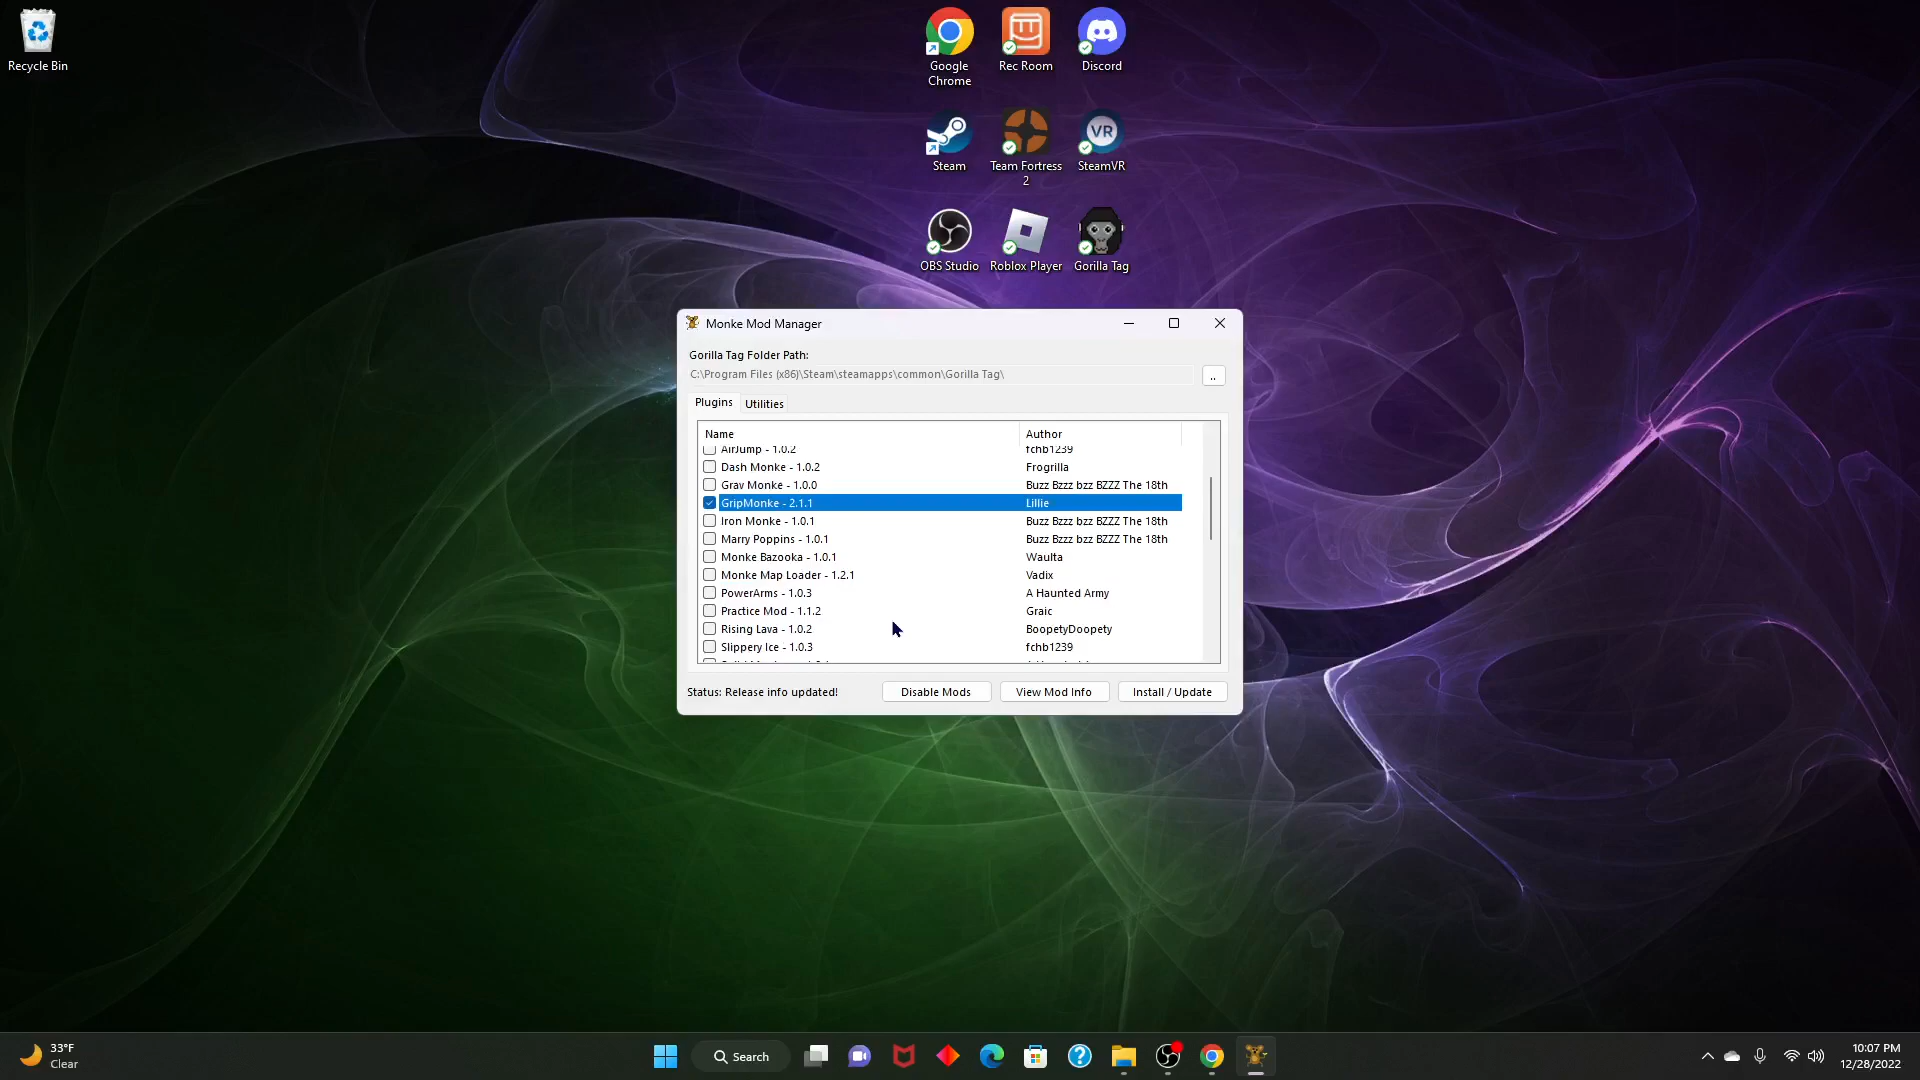 Recycle Bin
Google
Chrome
Rec Room
Discord
Steam
Team Fortress
2
SteamVR
VR
OBS Studio
Roblox Player
Gorilla Tag
Monke Mod Manager
Gorilla Tag Folder Path:
C:\Program Files (x86)\Steam\steamapps\common\Gorilla Tag\
..
Plugins
Utilities
Name Author
AirJump - 1.0.2 fchb1239
Dash Monke - 1.0.2 Frogrilla
Grav Monke - 1.0.0 Buzz Bzzz bzz BZZZ The 18th
GripMonke - 2.1.1 Lillie
Iron Monke - 1.0.1 Buzz Bzzz bzz BZZZ The 18th
Marry Poppins - 1.0.1 Buzz Bzzz bzz BZZZ The 18th
Monke Bazooka - 1.0.1 Waulta
Monke Map Loader - 1.2.1 Vadix
PowerArms - 1.0.3 A Haunted Army
Practice Mod - 1.1.2 Graic
Rising Lava - 1.0.2 BoopetyDoopety
Slippery Ice - 1.0.3 fchb1239
Status: Release info updated!
Disable Mods
View Mod Info
Install / Update
33°F
Clear
Search
10:07 PM
12/28/2022